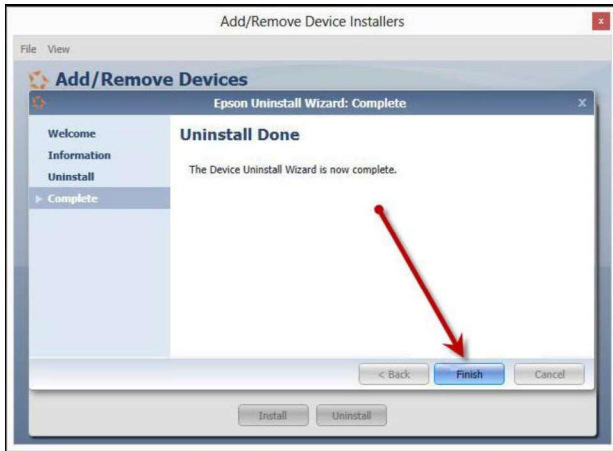 Add/Remove Device Installers
x
File View
Add/Remove Devices
Epson Uninstall Wizard: Complete
x
Welcome
Information
Uninstall
Complete
Uninstall Done
The Device Uninstall Wizard is now complete.
< Back
Finish
Cancel
Install
Uninstall